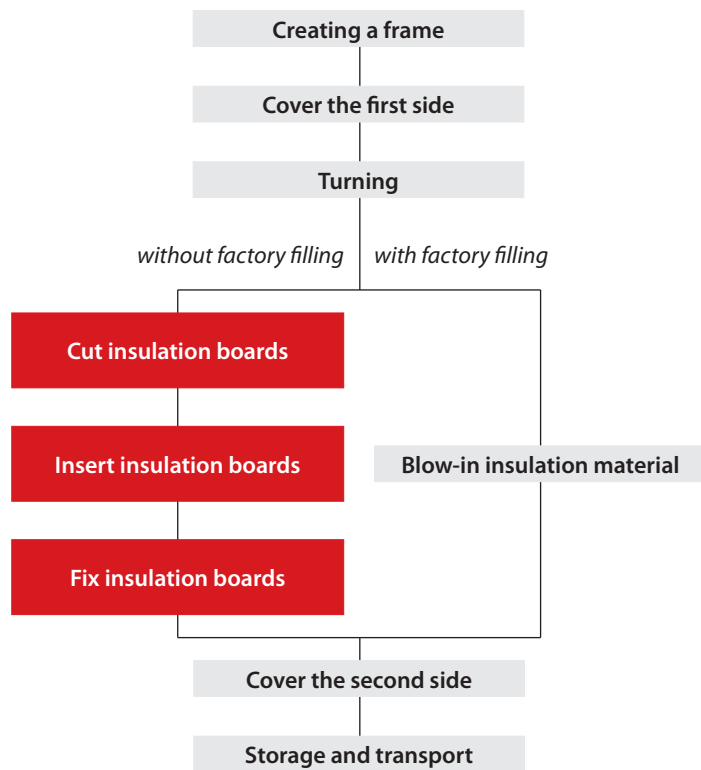 Creating a frame
Cover the first side
Turning
without factory filling
with factory filling
Cut insulation boards
Insert insulation boards
Blow-in insulation material
Fix insulation boards
Cover the second side
Storage and transport